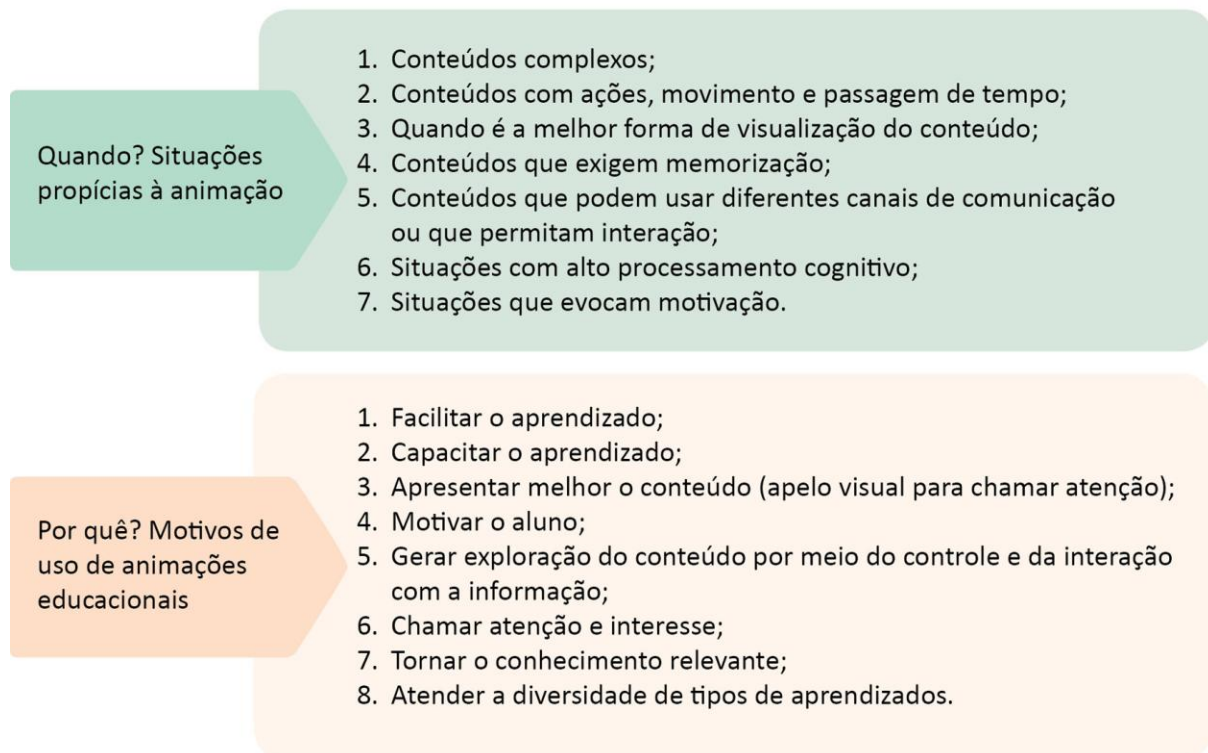 Quando? Situações
propícias à animação
1. Conteúdos complexos;
2. Conteúdos com ações, movimento e passagem de tempo;
3. Quando é a melhor forma de visualização do conteúdo;
4. Conteúdos que exigem memorização;
5. Conteúdos que podem usar diferentes canais de comunicação
ou que permitam interação;
6. Situações com alto processamento cognitivo;
7. Situações que evocam motivação.
Por quê? Motivos de
uso de animações
educacionais
1. Facilitar o aprendizado;
2. Capacitar o aprendizado;
3. Apresentar melhor o conteúdo (apelo visual para chamar atenção);
4. Motivar o aluno;
5. Gerar exploração do conteúdo por meio do controle e da interação
com a informação;
6. Chamar atenção e interesse;
7. Tornar o conhecimento relevante;
8. Atender a diversidade de tipos de aprendizados.